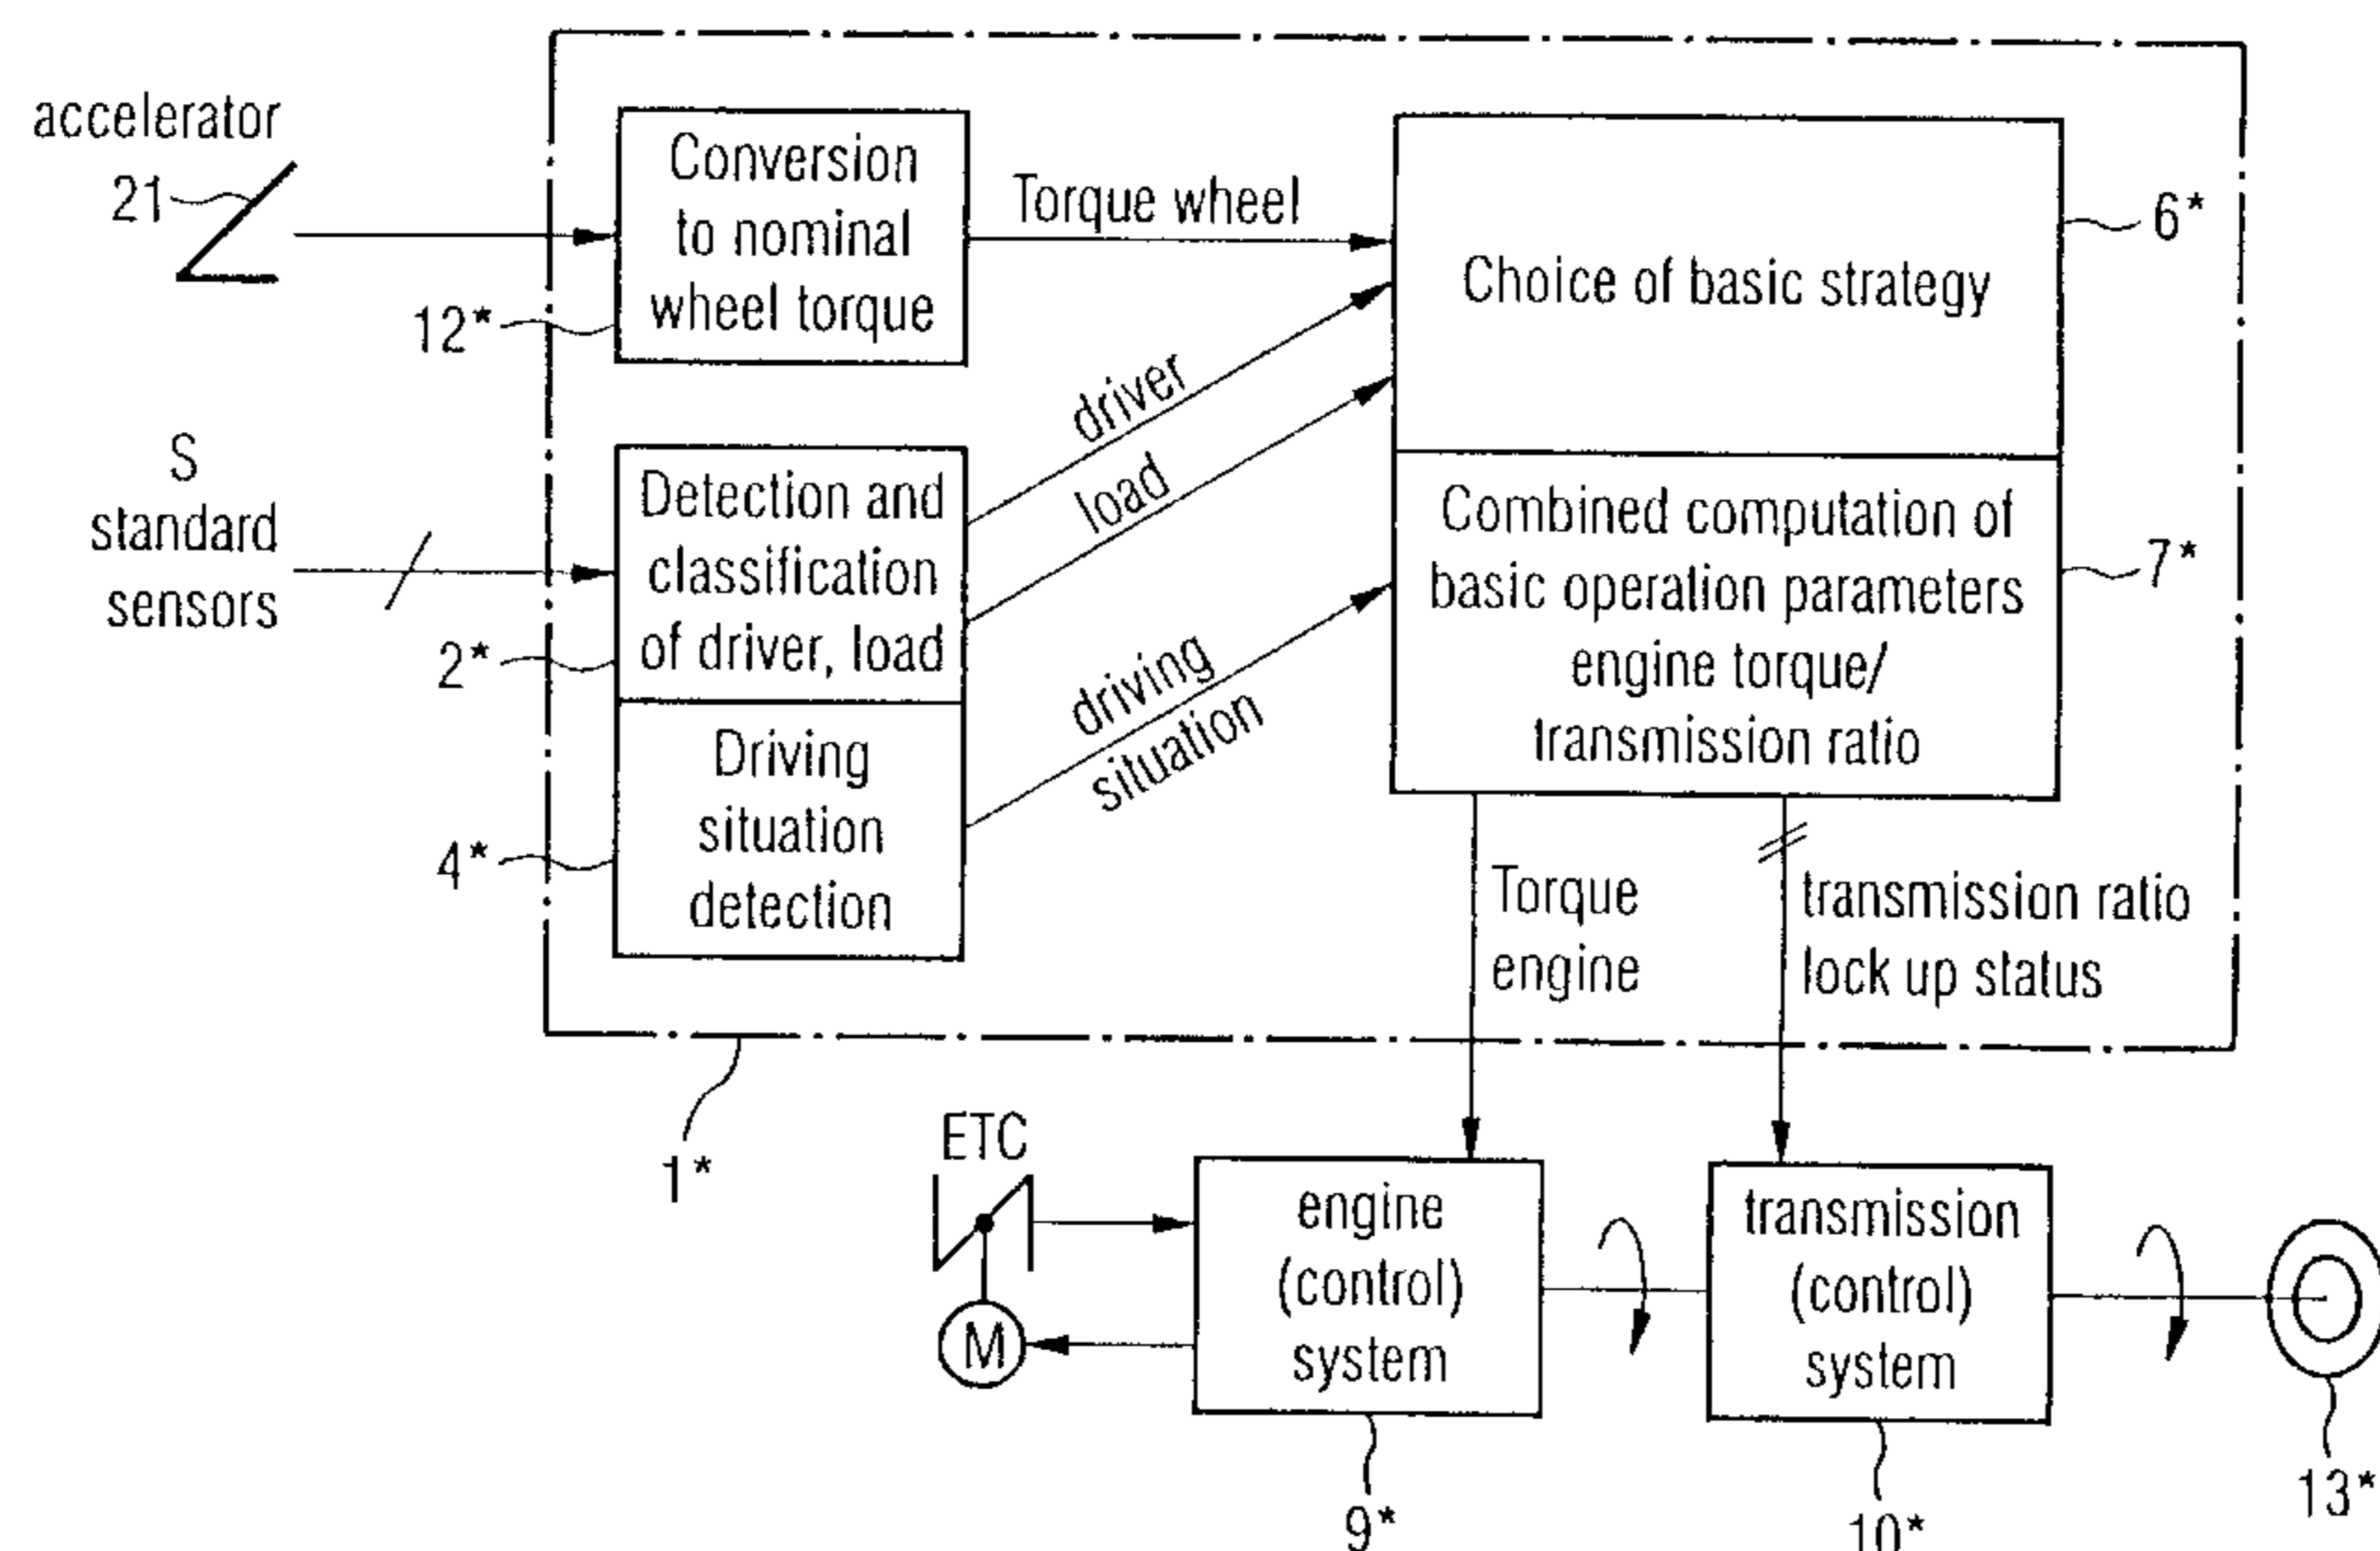 accelerator
21
Conversion
to nominal
wheel torque
12*
Torque wheel
Choice of basic strategy
6*
driver
load
S
standard
sensors
Detection and
classification
of driver, load
2*
Driving
situation
detection
4*
driving
situation
Combined computation of
basic operation parameters
engine torque/
transmission ratio
7*
Torque
engine
transmission ratio
lock up status
1*
ETC
M
engine
(control)
system
9*
transmission
(control)
system
10*
13*